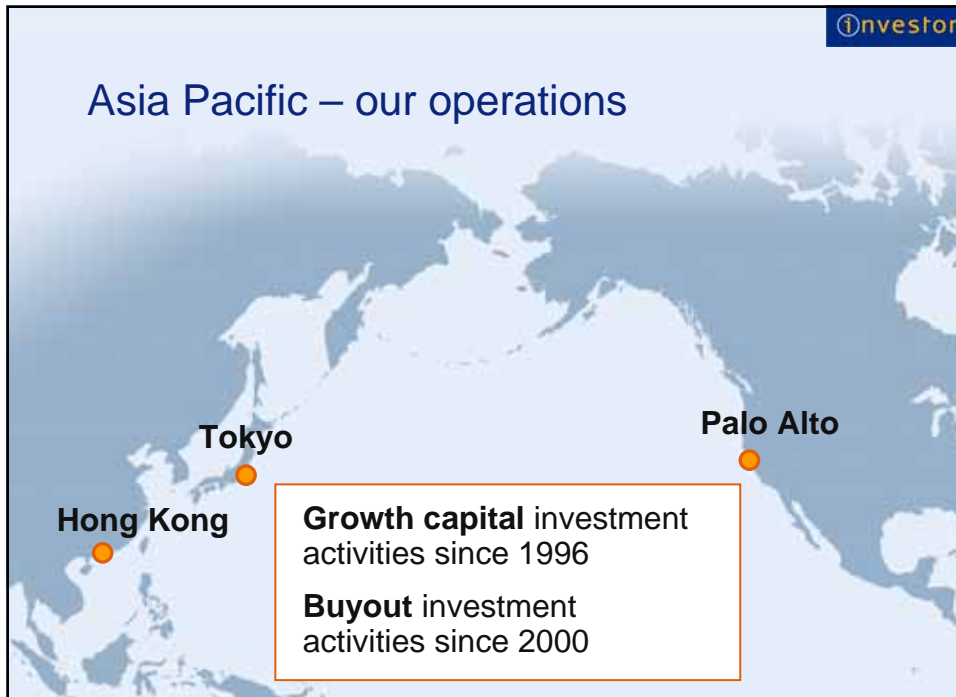 investor
Asia Pacific – our operations
Tokyo
Palo Alto
Hong Kong
Growth capital investment
activities since 1996
Buyout investment
activities since 2000